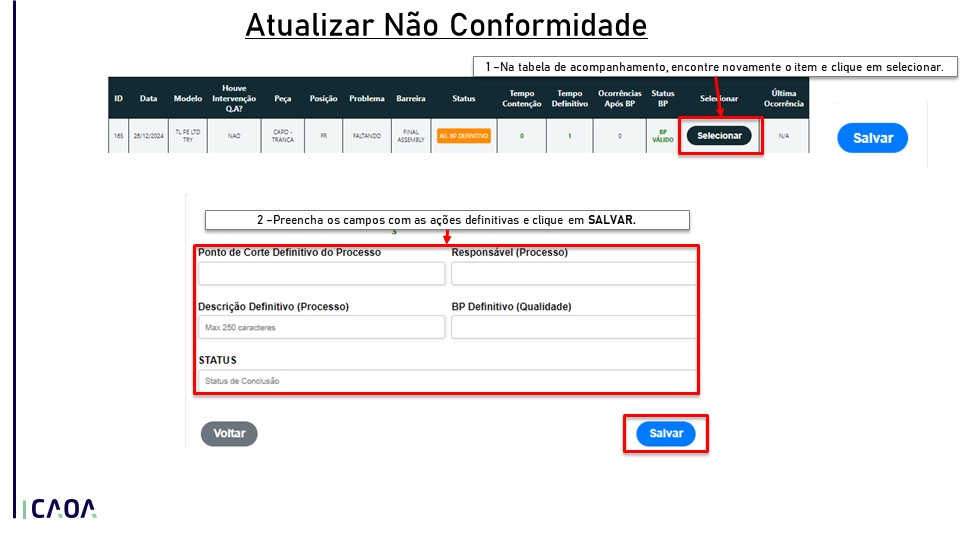 Atualizar Não Conformidade
1 –Na tabela de acompanhamento, encontre novamente o item e clique em selecionar.
ID Data Modelo Houve Intervenção Q.A? Peça Posição Problema Barreira Status Tempo Contenção Tempo Definitivo Ocorrências Após BP Status BP Selecionar Última Ocorrência
165 26/12/2024 TL PE LTD TRY NAO CAPO - TRANCA FR FALTANDO FINAL ASSEMBLY AG. BP DEFINITIVO 0 1 0 BP VÁLIDO Selecionar N/A
Salvar
2 –Preencha os campos com as ações definitivas e clique em SALVAR.
Ponto de Corte Definitivo do Processo Responsável (Processo)
Descrição Definitivo (Processo) BP Definitivo (Qualidade)
Max 250 caracteres
STATUS
Status de Conclusão
Voltar Salvar
CAOA